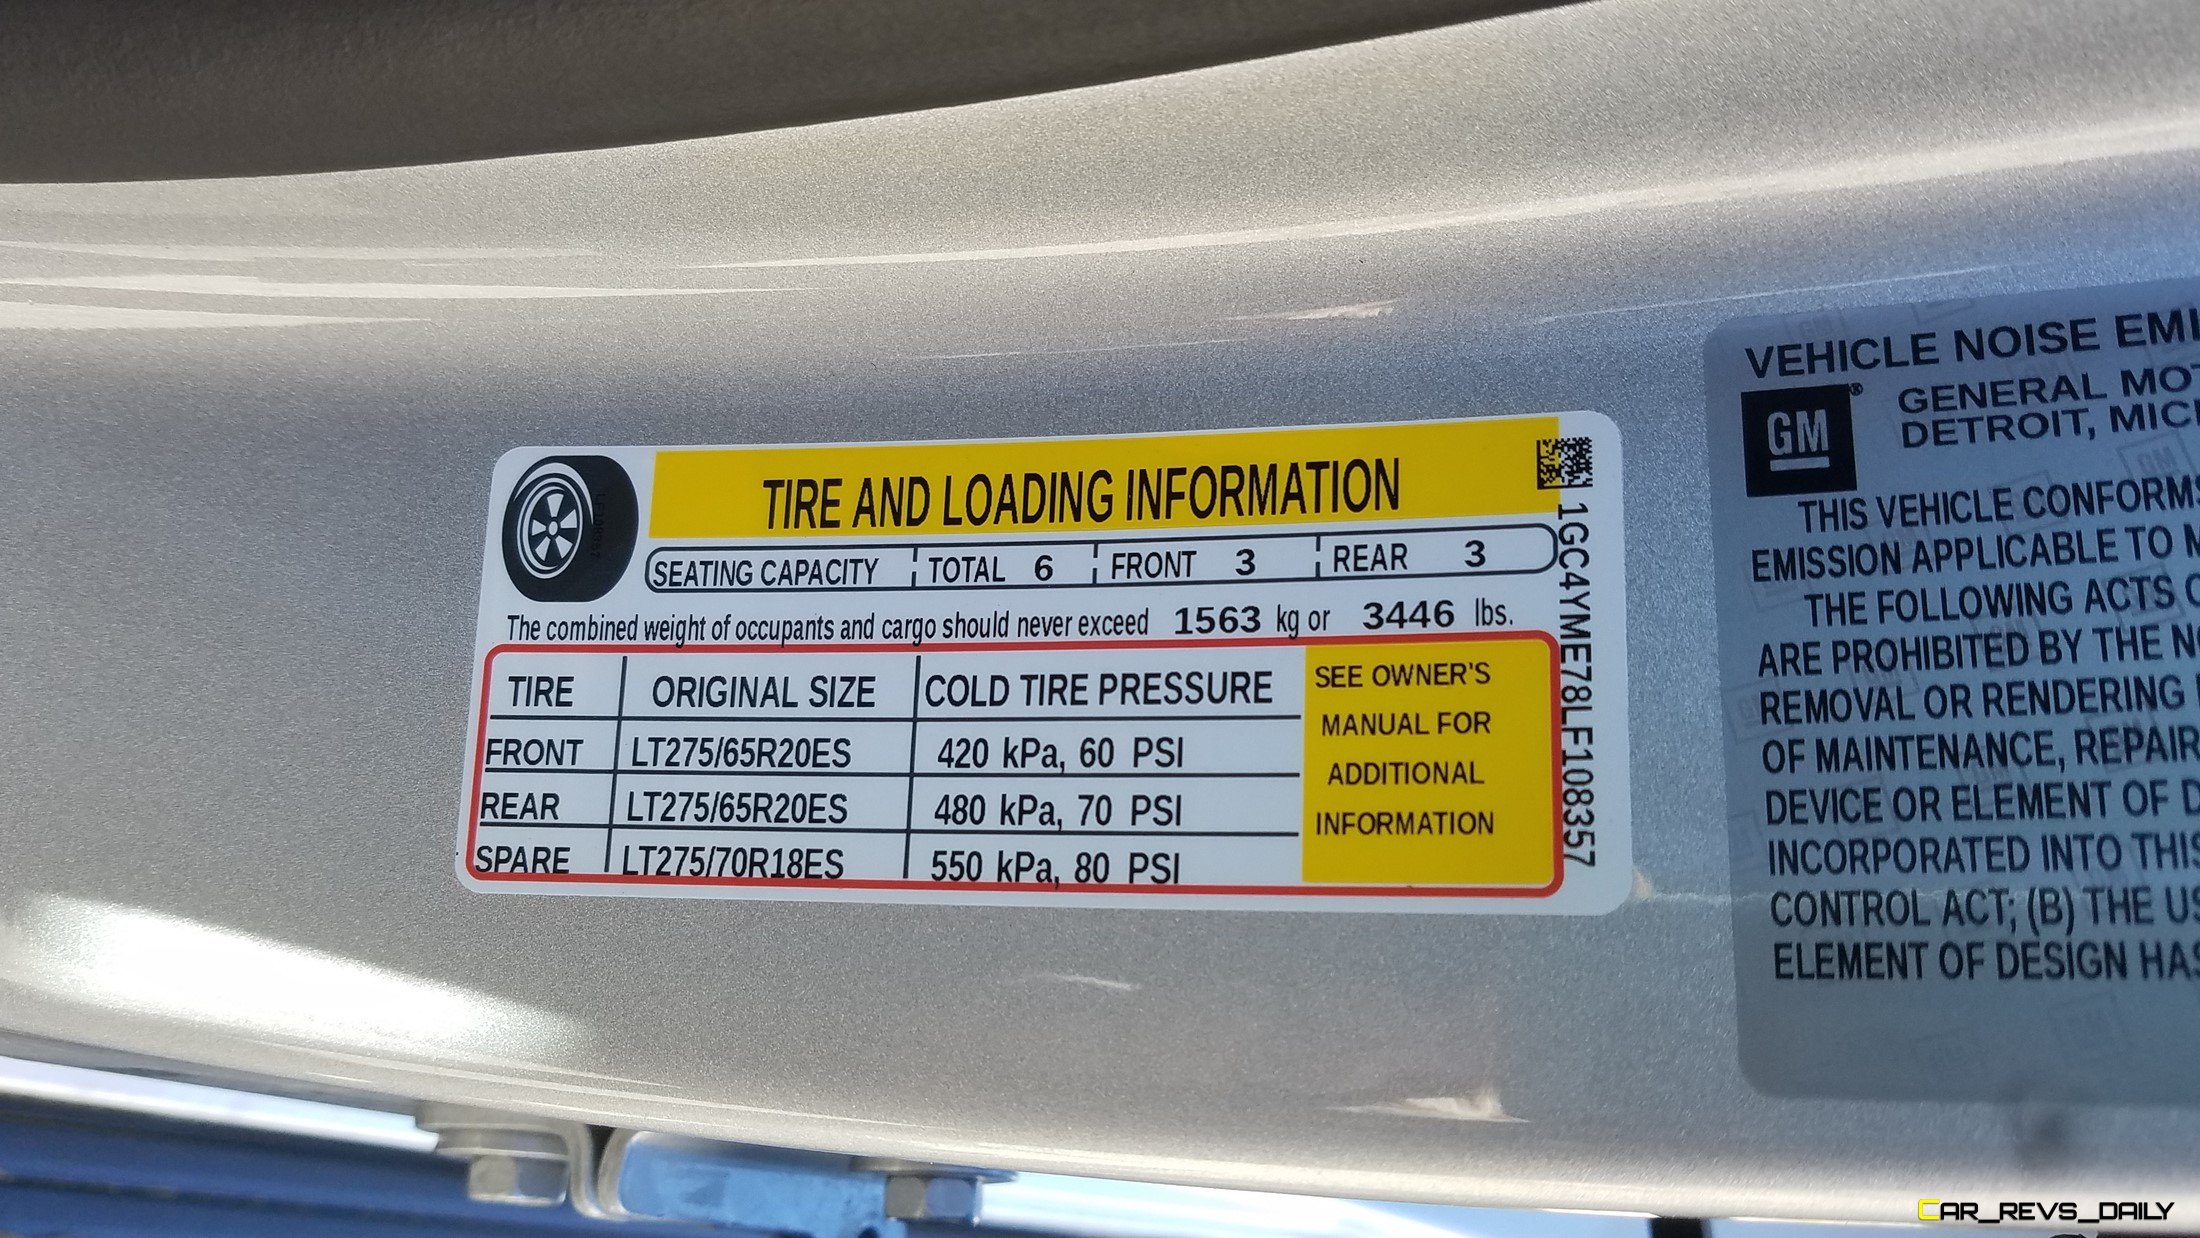 TIRE AND LOADING INFORMATION
SEATING CAPACITY TOTAL 6 FRONT 3 REAR 3
The combined weight of occupants and cargo should never exceed 1563 kg or 3446 lbs.
TIRE ORIGINAL SIZE COLD TIRE PRESSURE
FRONT LT275/65R20ES 420 kPa, 60 PSI
REAR LT275/65R20ES 480 kPa, 70 PSI
SPARE LT275/70R18ES 550 kPa, 80 PSI
SEE OWNER'S
MANUAL FOR
ADDITIONAL
INFORMATION
1GC4YME78LF108357
VEHICLE NOISE EMI
GM®
GENERAL MOT
DETROIT, MICH
THIS VEHICLE CONFORMS
EMISSION APPLICABLE TO M
THE FOLLOWING ACTS O
ARE PROHIBITED BY THE NO
REMOVAL OR RENDERING
OF MAINTENANCE, REPAIR
DEVICE OR ELEMENT OF D
INCORPORATED INTO THIS
CONTROL ACT; (B) THE US
ELEMENT OF DESIGN HAS
CAR_REVS_DAILY